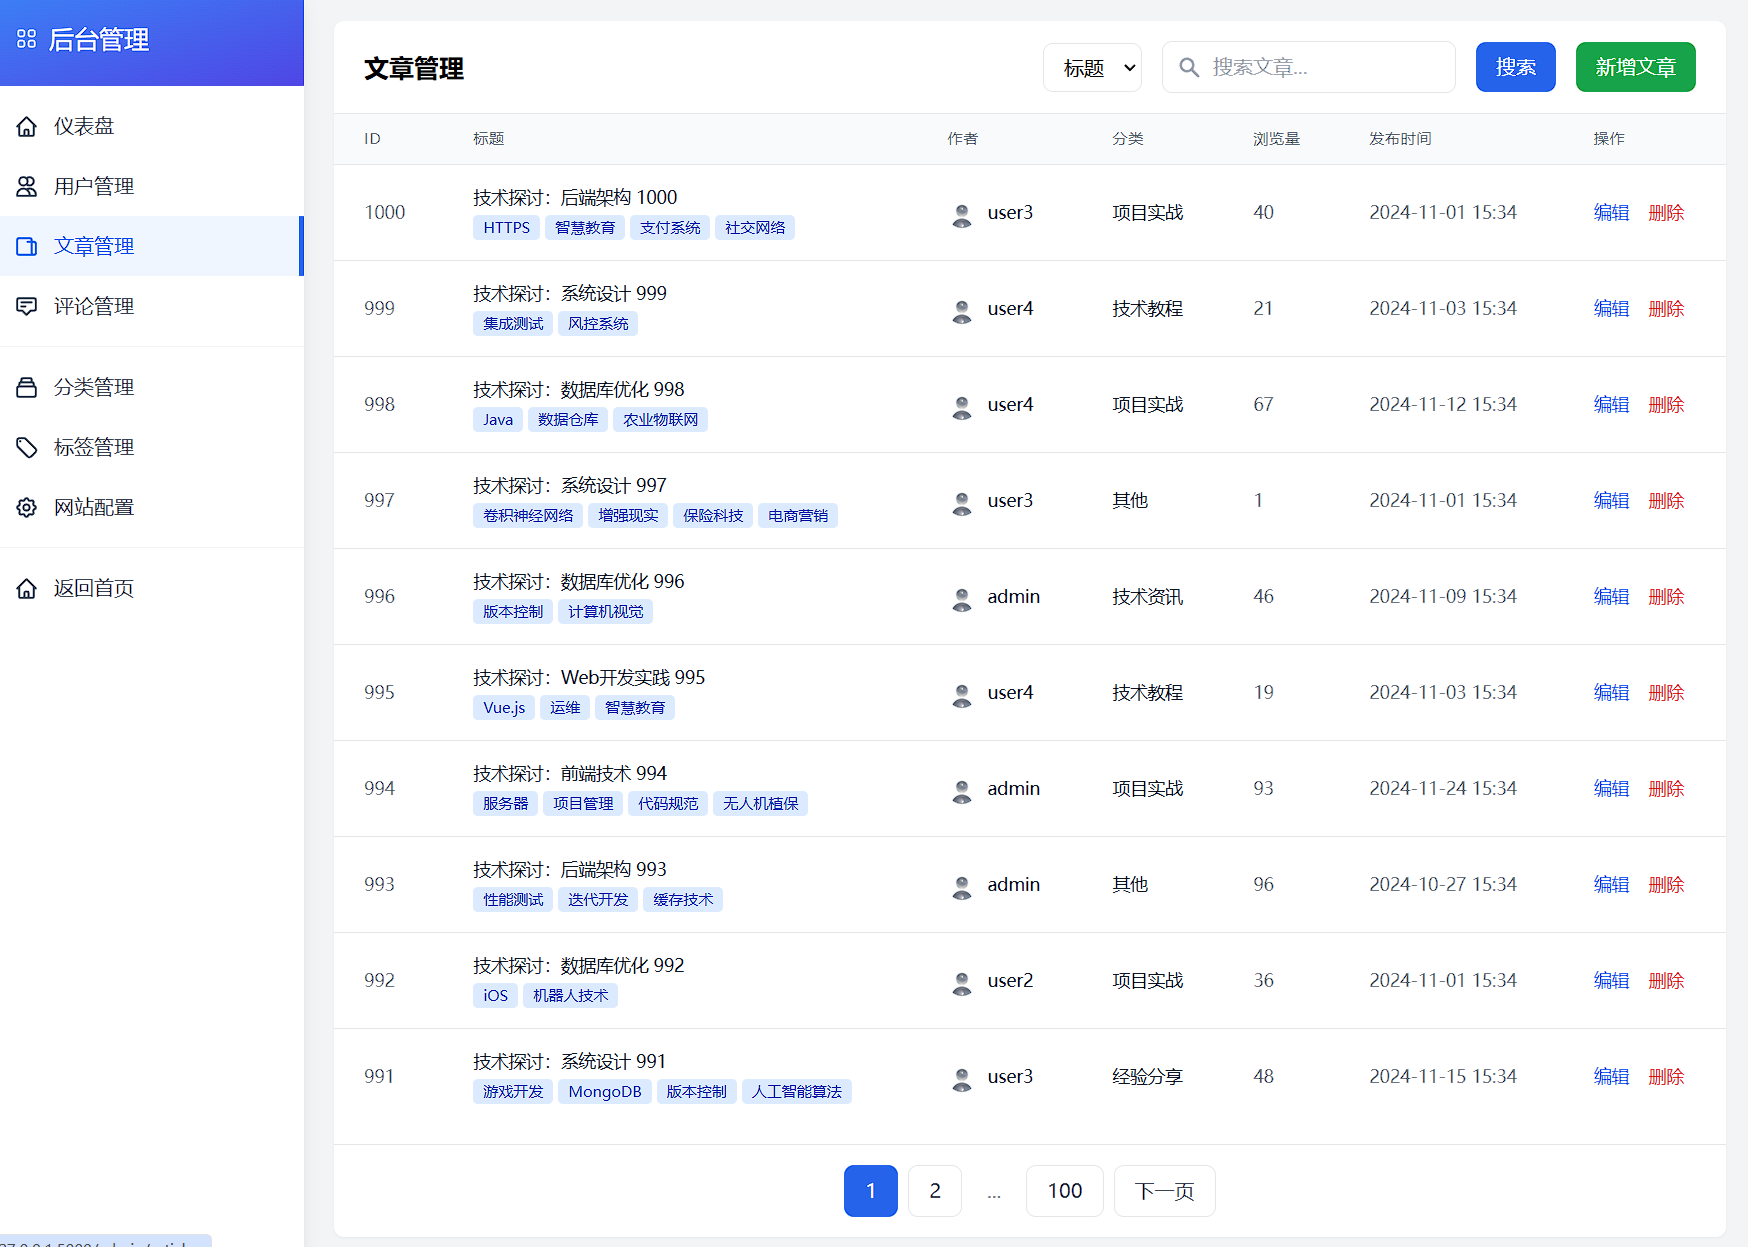 后台管理
仪表盘
用户管理
文章管理
评论管理
分类管理
标签管理
网站配置
返回首页
文章管理 标题 搜索文章... 搜索 新增文章
ID 标题 作者 分类 浏览量 发布时间 操作
技术探讨：后端架构 1000
1000 user3 项目实战 40 2024-11-01 15:34 编辑 删除
HTTPS 智慧教育 支付系统 社交网络
技术探讨：系统设计 999
999 user4 技术教程 21 2024-11-03 15:34 编辑 删除
集成测试 风控系统
技术探讨：数据库优化 998
998 user4 项目实战 67 2024-11-12 15:34 编辑 删除
Java 数据仓库 农业物联网
技术探讨：系统设计 997
997 user3 其他 1 2024-11-01 15:34 编辑 删除
卷积神经网络 增强现实 保险科技 电商营销
技术探讨：数据库优化 996
996 admin 技术资讯 46 2024-11-09 15:34 编辑 删除
版本控制 计算机视觉
技术探讨：Web开发实践 995
995 user4 技术教程 19 2024-11-03 15:34 编辑 删除
Vue.js 运维 智慧教育
技术探讨：前端技术 994
994 admin 项目实战 93 2024-11-24 15:34 编辑 删除
服务器 项目管理 代码规范 无人机植保
技术探讨：后端架构 993
993 admin 其他 96 2024-10-27 15:34 编辑 删除
性能测试 迭代开发 缓存技术
技术探讨：数据库优化 992
992 user2 项目实战 36 2024-11-01 15:34 编辑 删除
iOS 机器人技术
技术探讨：系统设计 991
991 user3 经验分享 48 2024-11-15 15:34 编辑 删除
游戏开发 MongoDB 版本控制 人工智能算法
1 2 ... 100 下一页